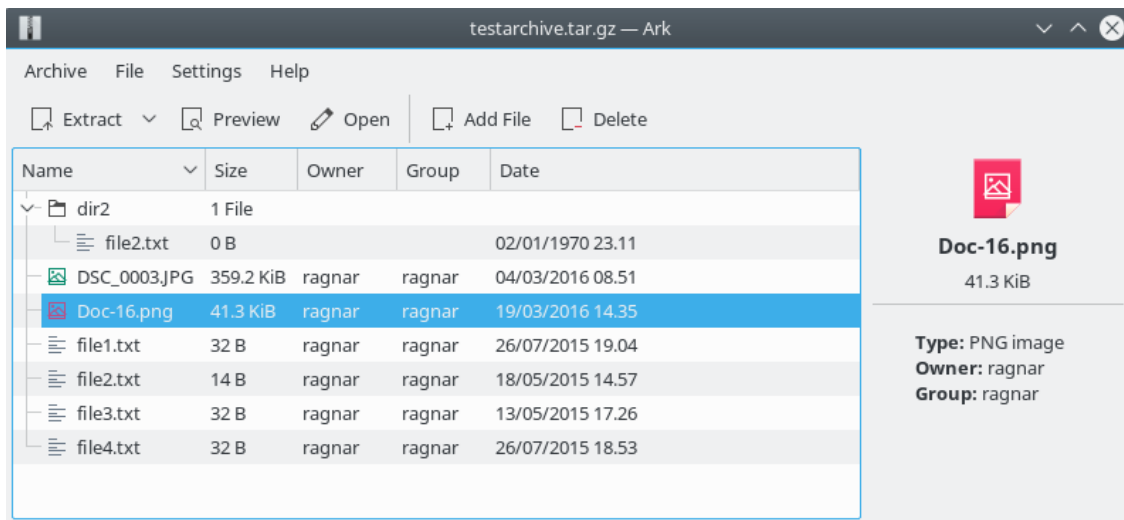 testarchive.tar.gz — Ark
Archive File Settings Help
Extract Preview Open Add File Delete
Name Size Owner Group Date
dir2 1 File
file2.txt 0 B 02/01/1970 23.11
DSC_0003.JPG 359.2 KiB ragnar ragnar 04/03/2016 08.51
Doc-16.png 41.3 KiB ragnar ragnar 19/03/2016 14.35
file1.txt 32 B ragnar ragnar 26/07/2015 19.04
file2.txt 14 B ragnar ragnar 18/05/2015 14.57
file3.txt 32 B ragnar ragnar 13/05/2015 17.26
file4.txt 32 B ragnar ragnar 26/07/2015 18.53
Doc-16.png
41.3 KiB
Type: PNG image
Owner: ragnar
Group: ragnar